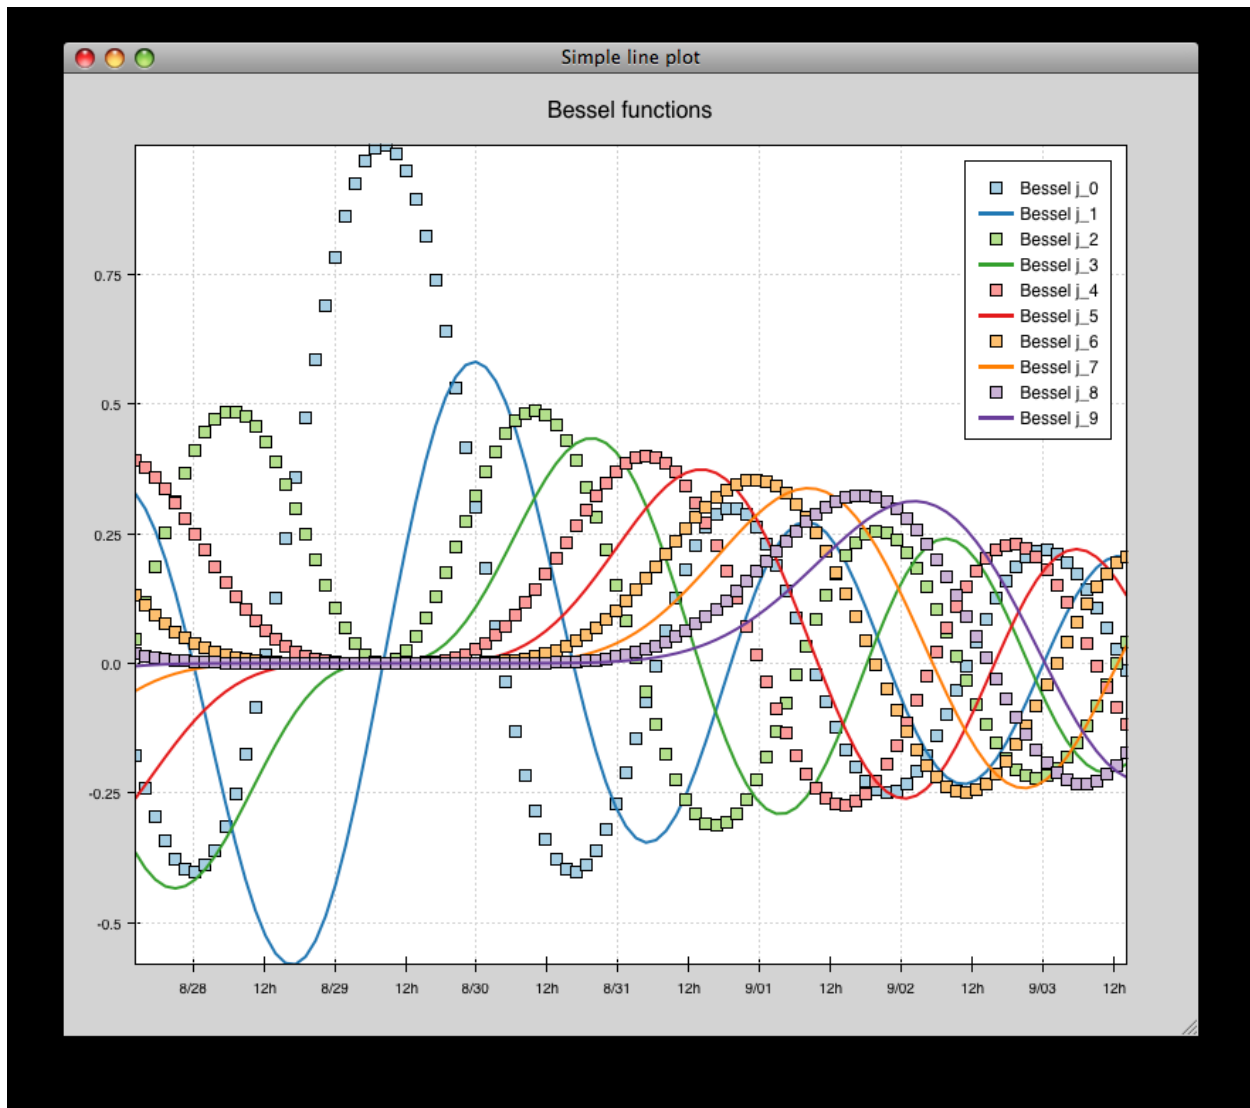 Simple line plot
Bessel functions
Bessel j_0
Bessel j_1
Bessel j_2
Bessel j_3
Bessel j_4
Bessel j_5
Bessel j_6
Bessel j_7
Bessel j_8
Bessel j_9
0.75
0.5
0.25
0.0
-0.25
-0.5
8/28 12h 8/29 12h 8/30 12h 8/31 12h 9/01 12h 9/02 12h 9/03 12h